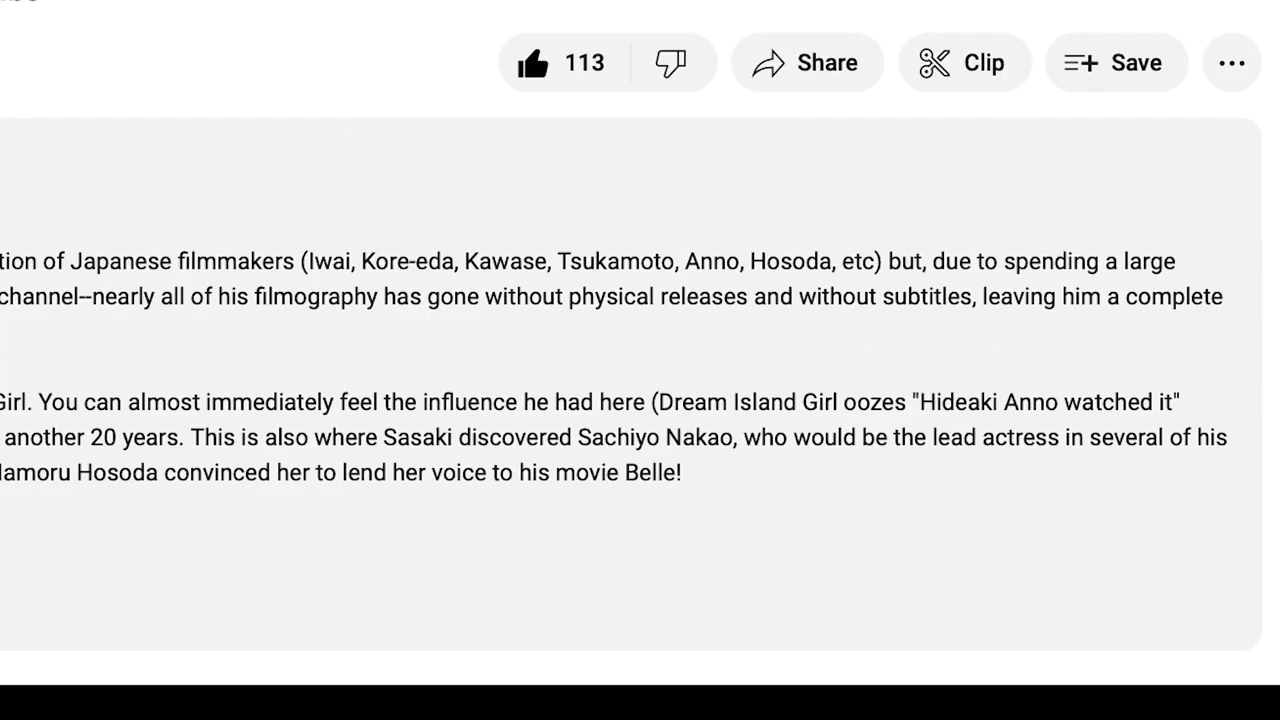 113 Share Clip Save
tion of Japanese filmmakers (Iwai, Kore-eda, Kawase, Tsukamoto, Anno, Hosoda, etc) but, due to spending a large
channel--nearly all of his filmography has gone without physical releases and without subtitles, leaving him a complete
Girl. You can almost immediately feel the influence he had here (Dream Island Girl oozes "Hideaki Anno watched it"
another 20 years. This is also where Sasaki discovered Sachiyo Nakao, who would be the lead actress in several of his
Mamoru Hosoda convinced her to lend her voice to his movie Belle!